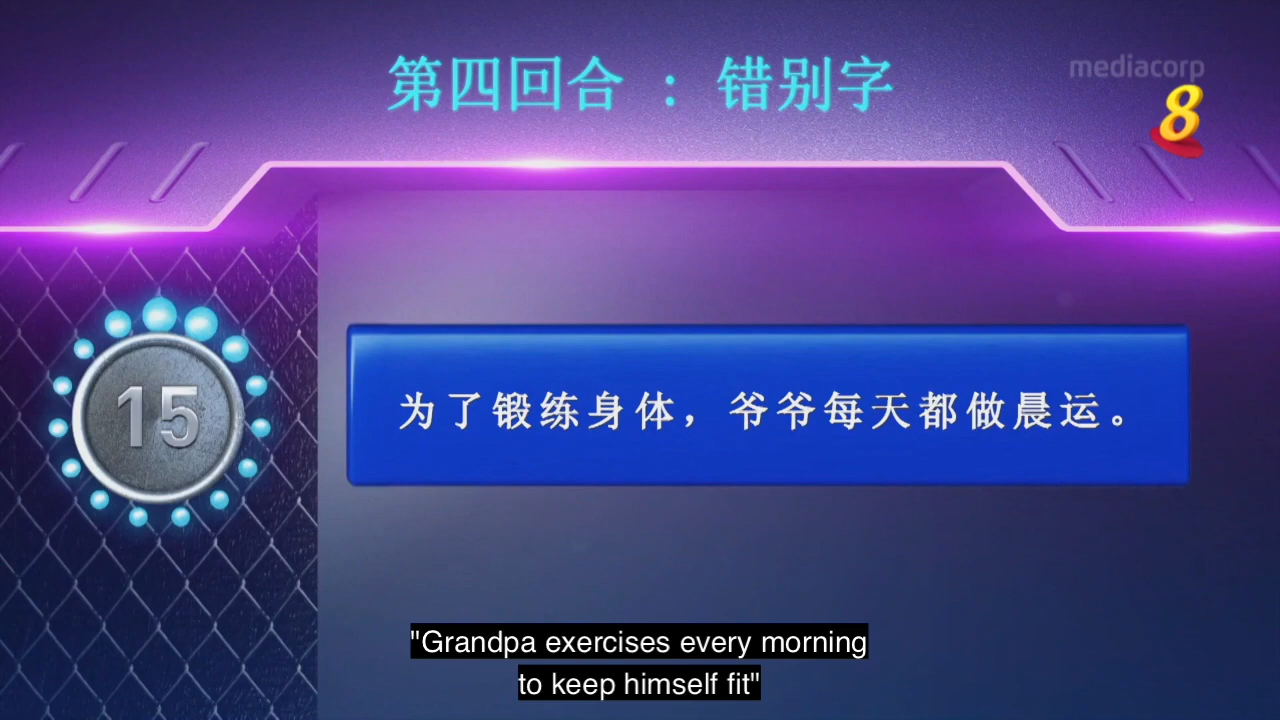 第四回合 : 错别字
mediacorp
8
15
为了锻练身体，爷爷每天都做晨运。
"Grandpa exercises every morning
to keep himself fit"